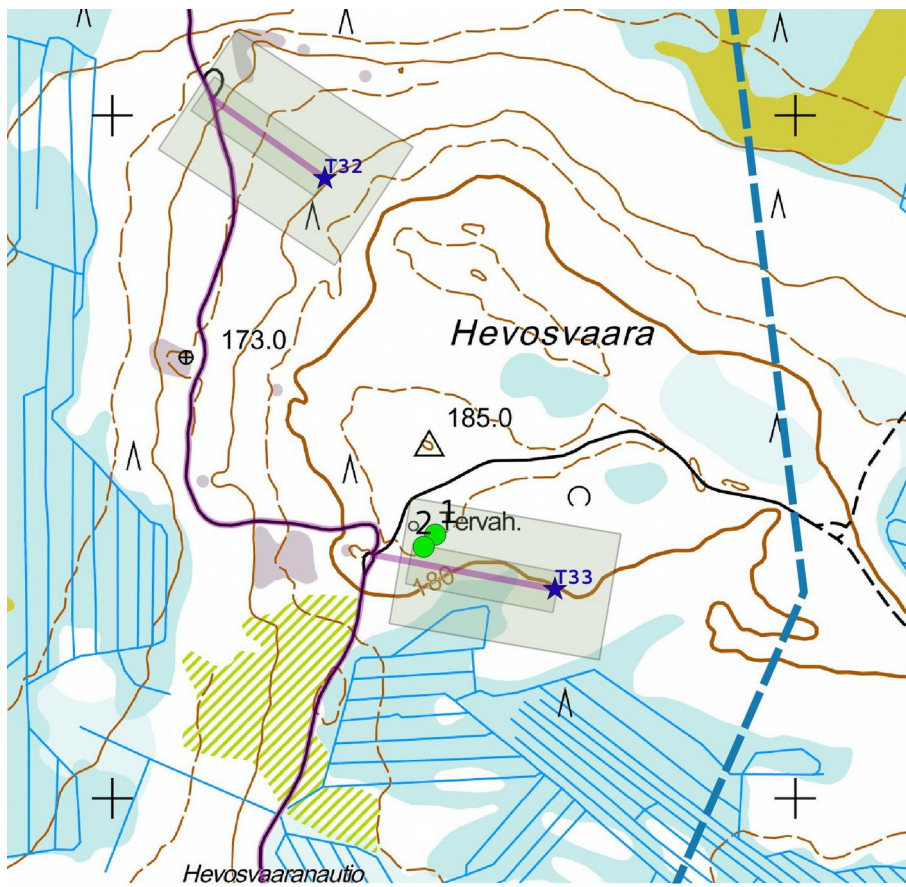 T32
173.0
Hevosvaara
185.0
1
2 Tervah.
180
T33
Hevosvaaranautio